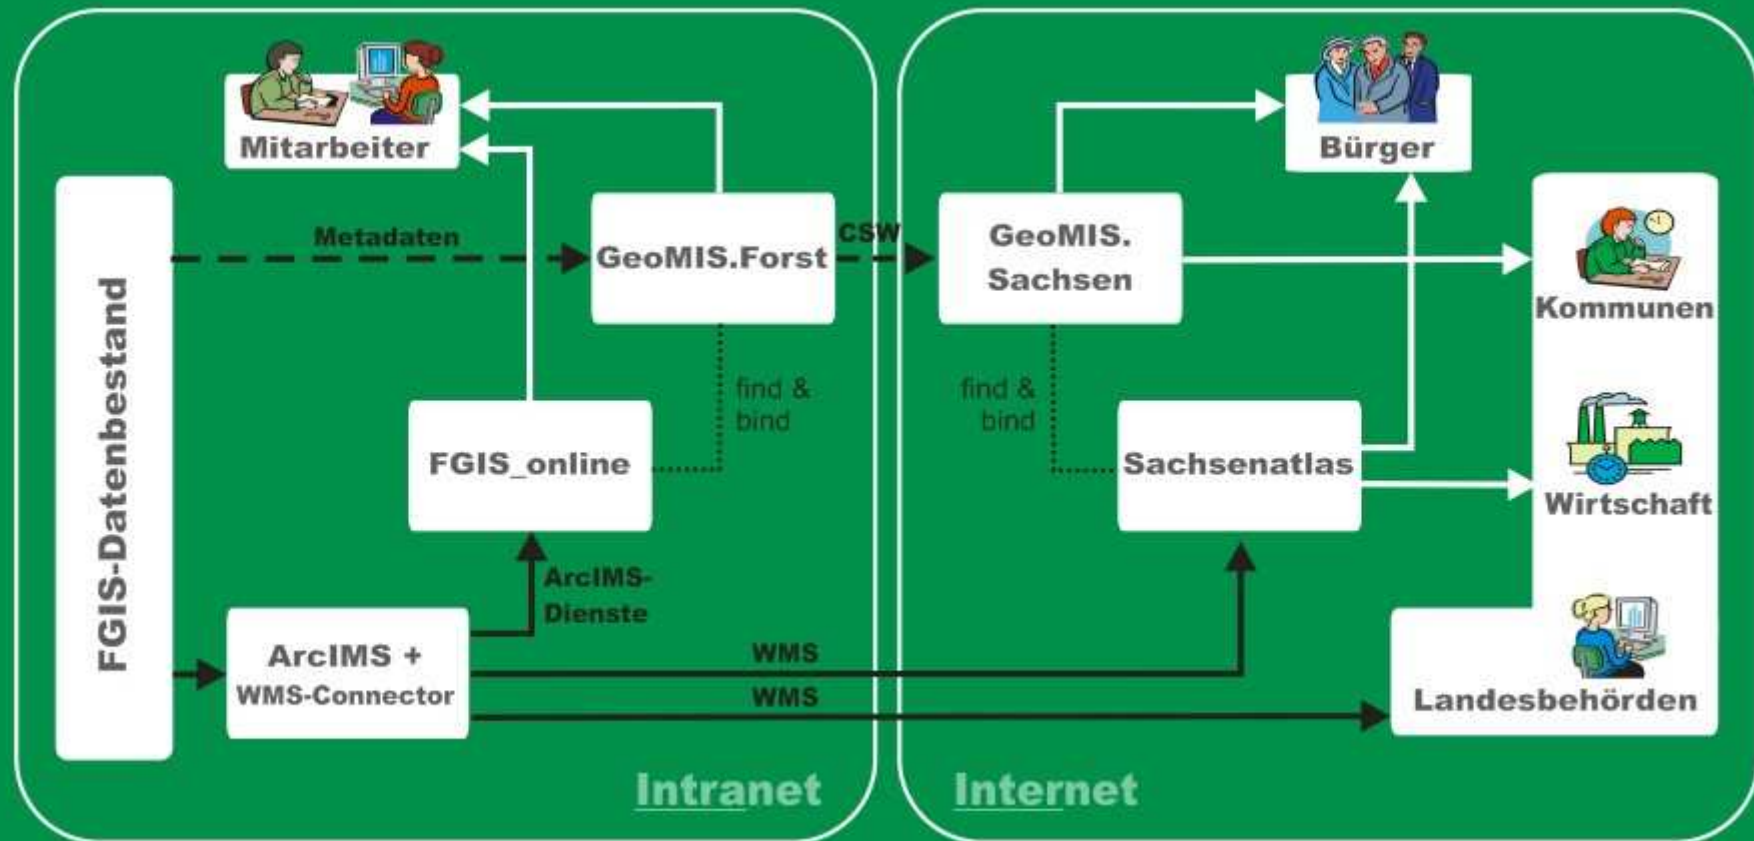 Mitarbeiter
Bürger
FGIS-Datenbestand
Metadaten
GeoMIS.Forst
CSW
GeoMIS.
Sachsen
Kommunen
find &
bind
find &
bind
FGIS_online
Sachsenatlas
Wirtschaft
ArcIMS-
Dienste
ArcIMS +
WMS-Connector
WMS
WMS
Landesbehörden
Intranet
Internet